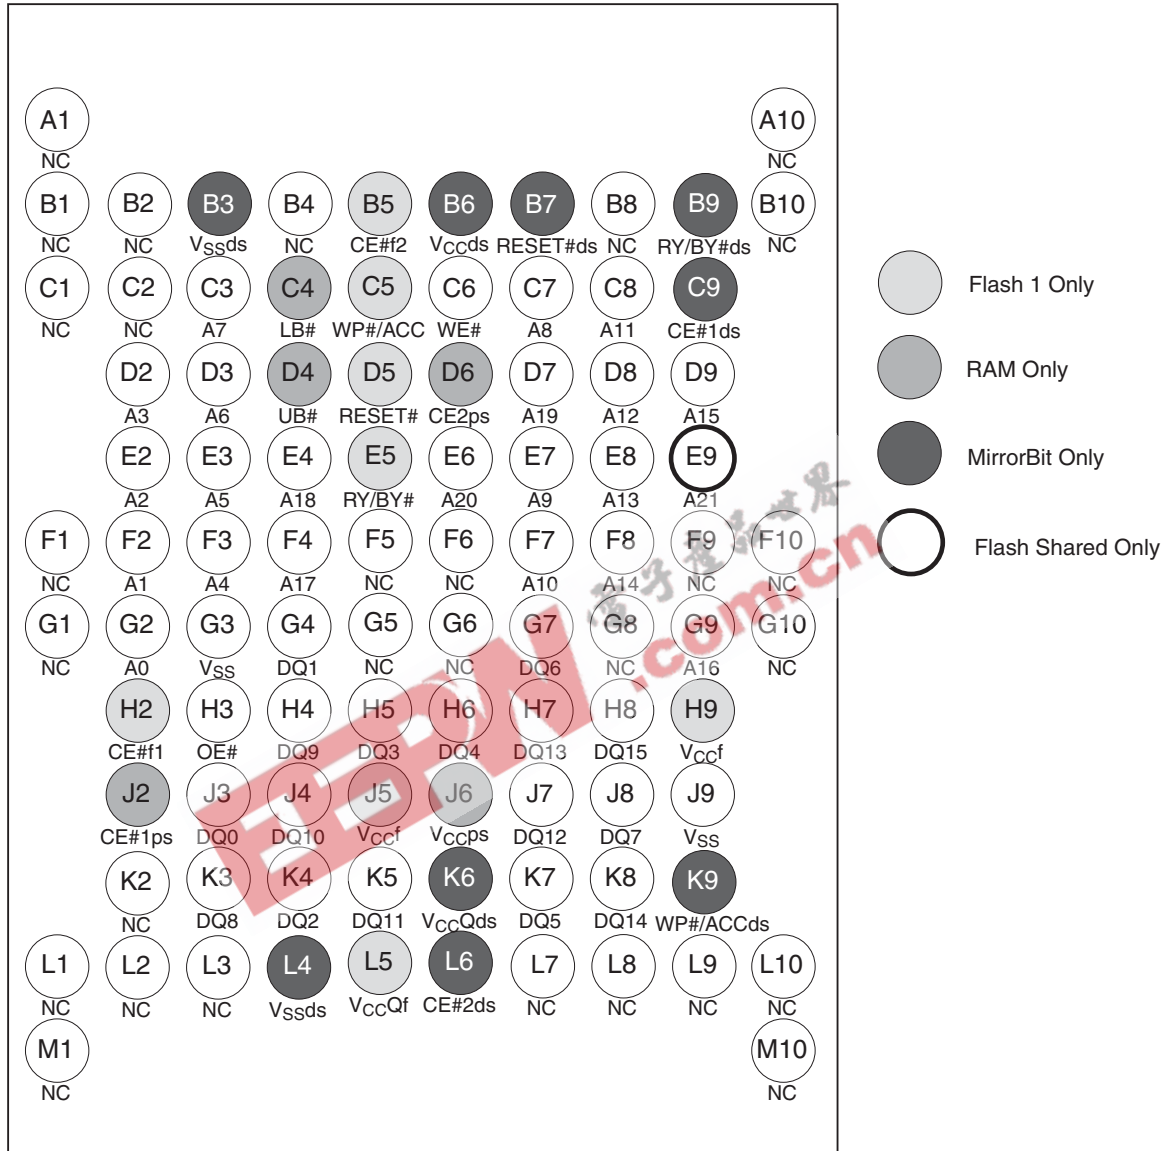 A1 A10
NC NC
B1 B2 B3 B4 B5 B6 B7 B8 B9 B10
NC NC VSSds NC CE#f2 VCCds RESET#ds NC RY/BY#ds NC
C1 C2 C3 C4 C5 C6 C7 C8 C9
NC NC A7 LB# WP#/ACC WE# A8 A11 CE#1ds
D2 D3 D4 D5 D6 D7 D8 D9
A3 A6 UB# RESET# CE2ps A19 A12 A15
E2 E3 E4 E5 E6 E7 E8 E9
A2 A5 A18 RY/BY# A20 A9 A13 A21
F1 F2 F3 F4 F5 F6 F7 F8 F9 F10
NC A1 A4 A17 NC NC A10 A14 NC NC
G1 G2 G3 G4 G5 G6 G7 G8 G9 G10
NC A0 VSS DQ1 NC NC DQ6 NC A16 NC
H2 H3 H4 H5 H6 H7 H8 H9
CE#f1 OE# DQ9 DQ3 DQ4 DQ13 DQ15 VCCf
J2 J3 J4 J5 J6 J7 J8 J9
CE#1ps DQ0 DQ10 VCCf VCCps DQ12 DQ7 VSS
K2 K3 K4 K5 K6 K7 K8 K9
NC DQ8 DQ2 DQ11 VCCQds DQ5 DQ14 WP#/ACCds
L1 L2 L3 L4 L5 L6 L7 L8 L9 L10
NC NC NC VSSds VCCQf CE#2ds NC NC NC NC
M1 M10
NC NC
Flash 1 Only
RAM Only
MirrorBit Only
Flash Shared Only
EEPW.com.cn
電子產品世界